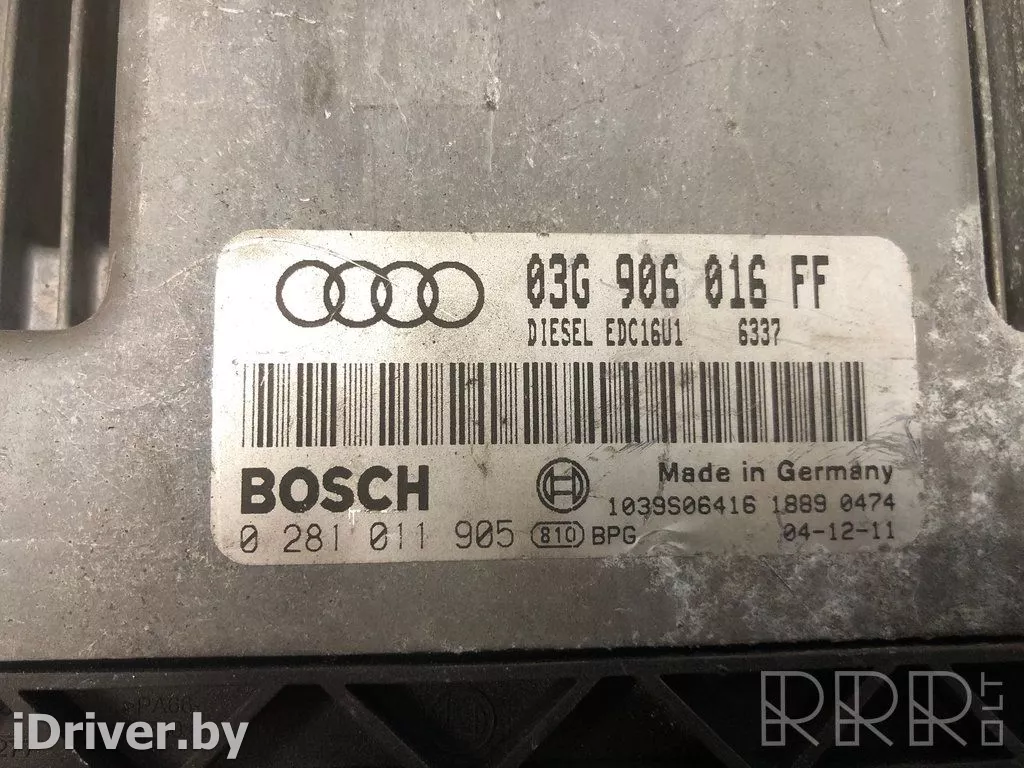 03G 906 016 FF
DIESEL EDC16U1 6337
BOSCH
Made in Germany
1039S06416 1889 0474
0 281 011 905 810 BPG 04-12-11
iDriver.by
RRR.LT